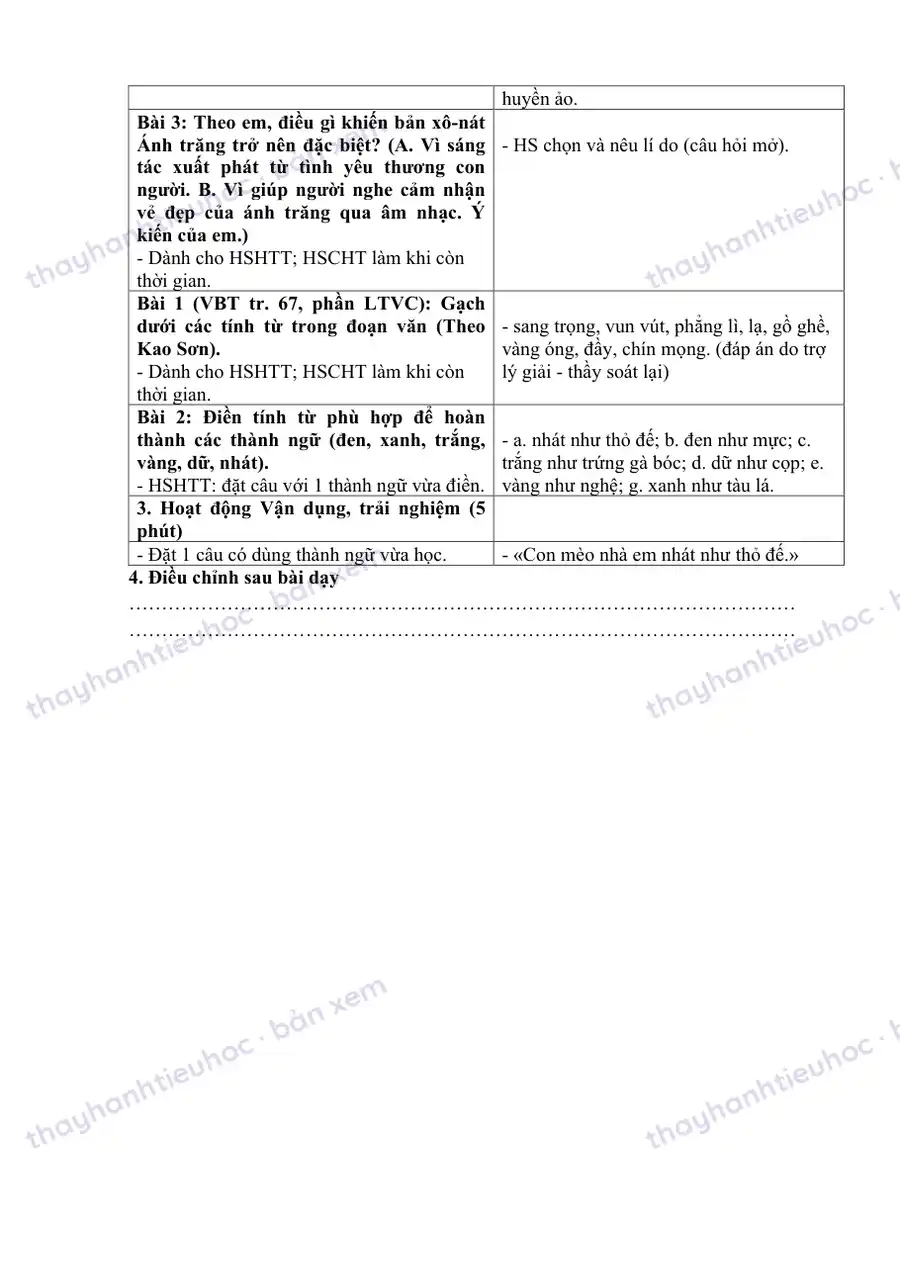 huyền ảo.
Bài 3: Theo em, điều gì khiến bản xô-nát
Ánh trăng trở nên đặc biệt? (A. Vì sáng
tác xuất phát từ tình yêu thương con
người. B. Vì giúp người nghe cảm nhận
vẻ đẹp của ánh trăng qua âm nhạc. Ý
kiến của em.)
- Dành cho HSHTT; HSCHT làm khi còn
thời gian.
- HS chọn và nêu lí do (câu hỏi mở).
Bài 1 (VBT tr. 67, phần LTVC): Gạch
dưới các tính từ trong đoạn văn (Theo
Kao Sơn).
- Dành cho HSHTT; HSCHT làm khi còn
thời gian.
- sang trọng, vun vút, phẳng lì, lạ, gồ ghề,
vàng óng, đầy, chín mọng. (đáp án do trợ
lý giải - thầy soát lại)
Bài 2: Điền tính từ phù hợp để hoàn
thành các thành ngữ (đen, xanh, trắng,
vàng, dữ, nhát).
- HSHTT: đặt câu với 1 thành ngữ vừa điền.
- a. nhát như thỏ đế; b. đen như mực; c.
trắng như trứng gà bóc; d. dữ như cọp; e.
vàng như nghệ; g. xanh như tàu lá.
3. Hoạt động Vận dụng, trải nghiệm (5
phút)
- Đặt 1 câu có dùng thành ngữ vừa học.
- «Con mèo nhà em nhát như thỏ đế.»
4. Điều chỉnh sau bài dạy
……………………………………………………………………………………
……………………………………………………………………………………
thayhanhtieuhoc · bản xem
thayhanhtieuhoc · b
thayhanhtieuhoc · bản xem
thayhanhtieuhoc · b
thayhanhtieuhoc · bản xem
thayhanhtieuhoc · b